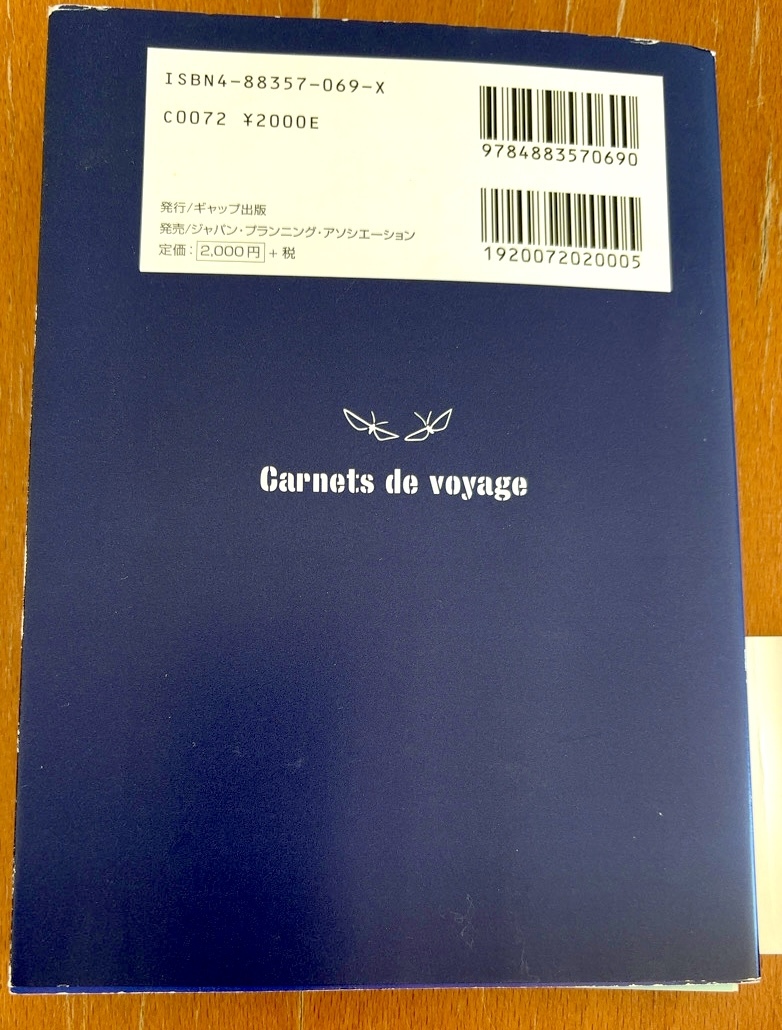 ISBN4-88357-069-X
C0072 ¥2000E
9784883570690
1920072020005
発行/ギャップ出版
発売/ジャパン・プランニング・アソシエーション
定価:2,000円+税
Carnets de voyage